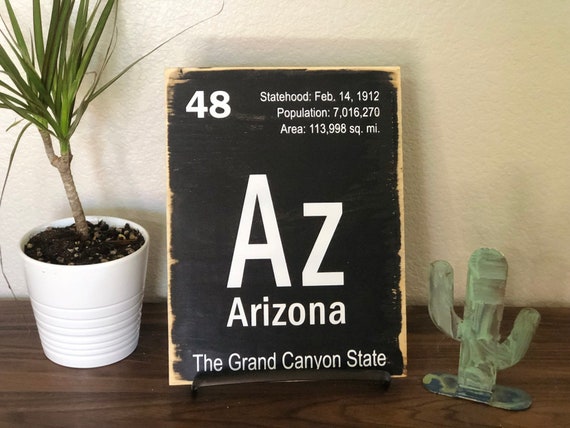 48
Statehood: Feb, 14, 1912
Population: 7,016,270
Area: 113,998 sq. mi.
Az
Arizona
The Grand Canyon State